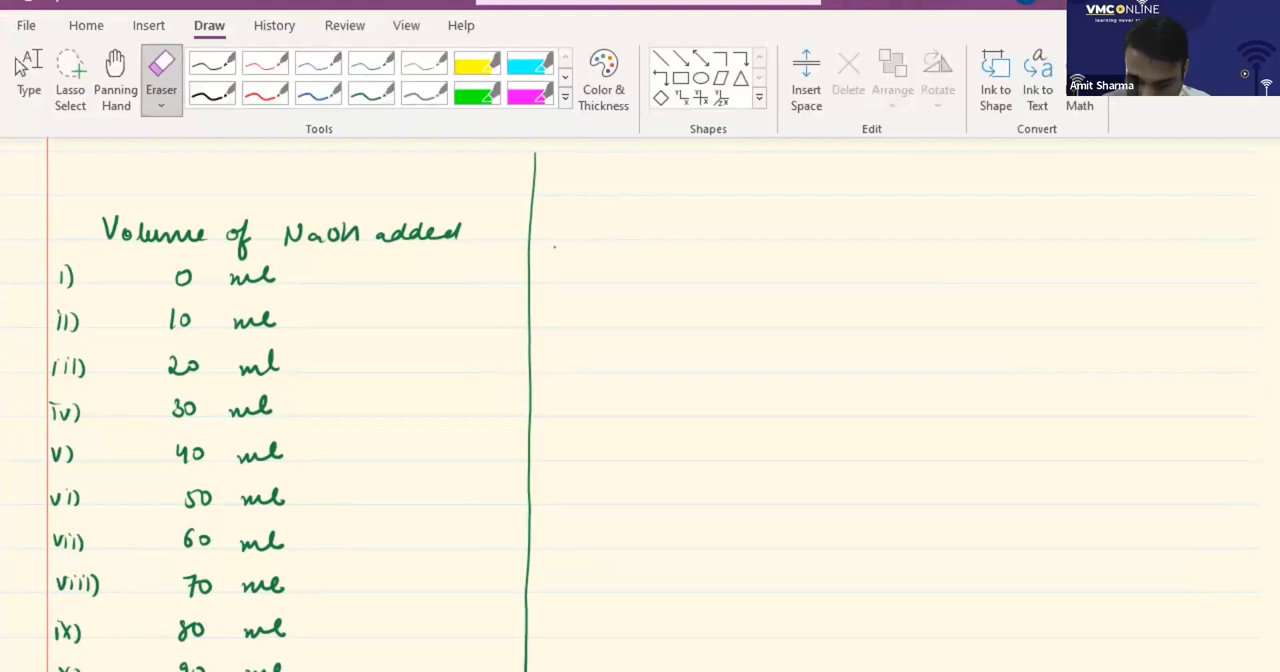 File Home Insert Draw History Review View Help
VMC ONLINE
Amit Sharma
Type Lasso Select Panning Hand Eraser Color & Thickness Insert Space Delete Arrange Rotate Ink to Shape Ink to Text Math
Tools Shapes Edit Convert
Volume of NaOH added
i) 0 ml
ii) 10 ml
iii) 20 ml
iv) 30 ml
v) 40 ml
vi) 50 ml
vii) 60 ml
viii) 70 ml
ix) 80 ml